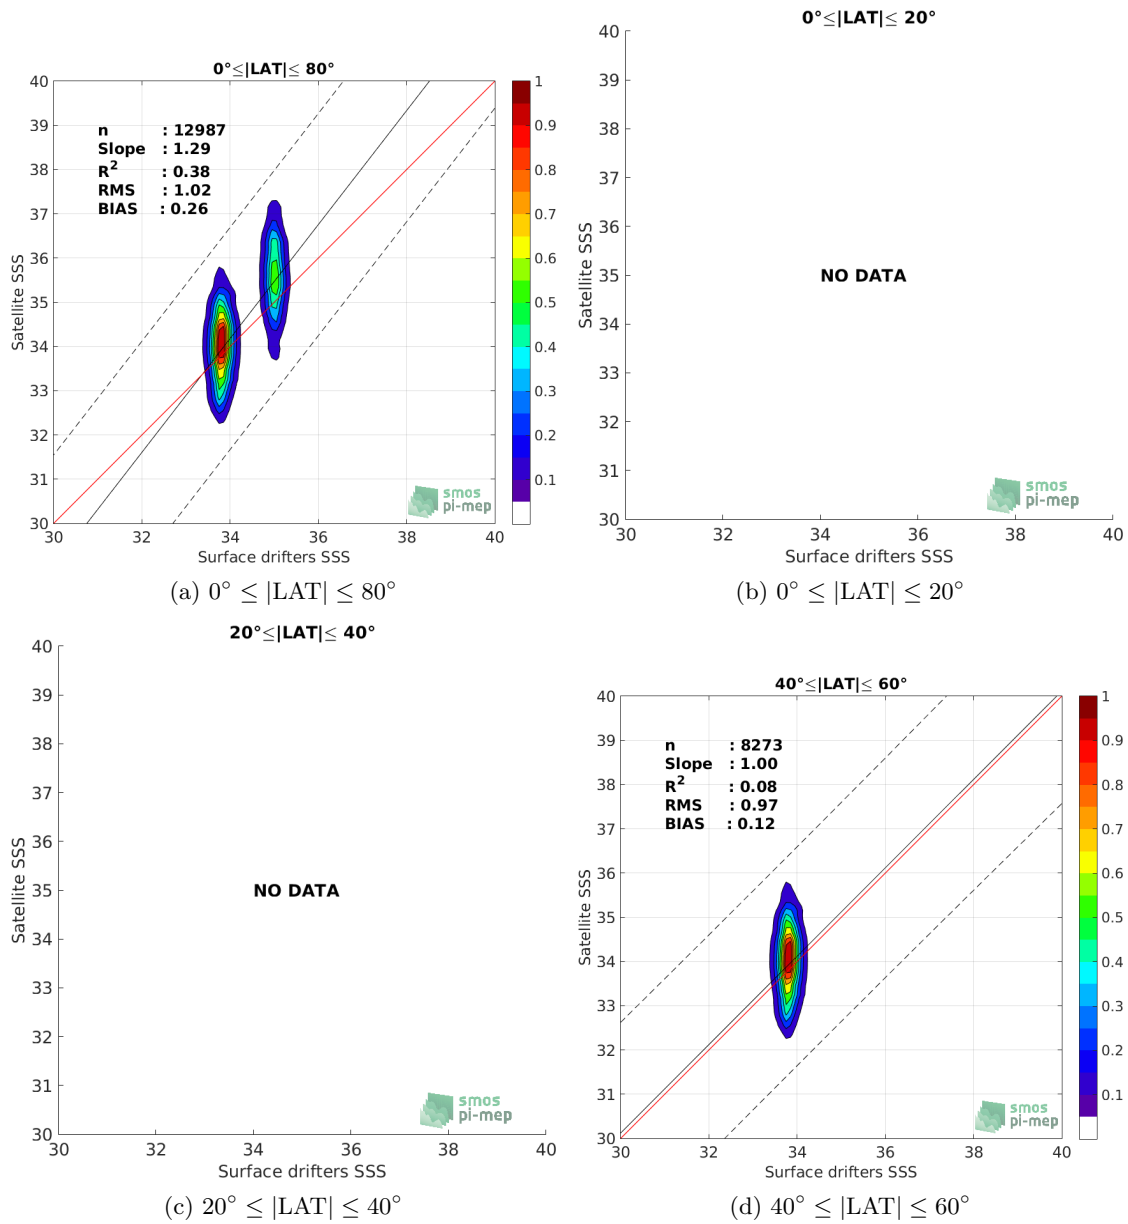 0°≤|LAT|≤ 80°
40
39
38
37
36
35
34
33
32
31
30
Satellite SSS
n : 12987
Slope : 1.29
R2 : 0.38
RMS : 1.02
BIAS : 0.26
smos
pi-mep
30 32 34 36 38 40
Surface drifters SSS
1
0.9
0.8
0.7
0.6
0.5
0.4
0.3
0.2
0.1
(a) 0° ≤ |LAT| ≤ 80°
0°≤|LAT|≤ 20°
40
39
38
37
36
35
34
33
32
31
30
Satellite SSS
NO DATA
smos
pi-mep
30 32 34 36 38 40
Surface drifters SSS
(b) 0° ≤ |LAT| ≤ 20°
20°≤|LAT|≤ 40°
40
39
38
37
36
35
34
33
32
31
30
Satellite SSS
NO DATA
smos
pi-mep
30 32 34 36 38 40
Surface drifters SSS
(c) 20° ≤ |LAT| ≤ 40°
40°≤|LAT|≤ 60°
40
39
38
37
36
35
34
33
32
31
30
Satellite SSS
n : 8273
Slope : 1.00
R2 : 0.08
RMS : 0.97
BIAS : 0.12
smos
pi-mep
30 32 34 36 38 40
Surface drifters SSS
1
0.9
0.8
0.7
0.6
0.5
0.4
0.3
0.2
0.1
(d) 40° ≤ |LAT| ≤ 60°